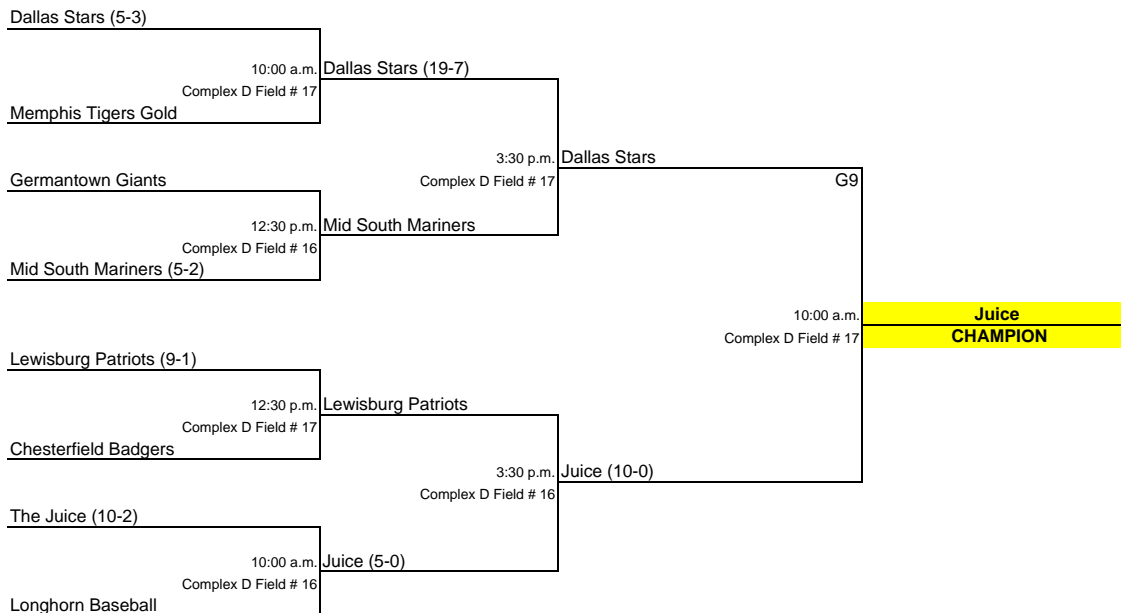 Dallas Stars (5-3)
10:00 a.m. Dallas Stars (19-7)
Complex D Field # 17
Memphis Tigers Gold
3:30 p.m. Dallas Stars
Germantown Giants
Complex D Field # 17
G9
12:30 p.m. Mid South Mariners
Complex D Field # 16
Mid South Mariners (5-2)
10:00 a.m. Juice
Complex D Field # 17 CHAMPION
Lewisburg Patriots (9-1)
12:30 p.m. Lewisburg Patriots
Complex D Field # 17
Chesterfield Badgers
3:30 p.m. Juice (10-0)
Complex D Field # 16
The Juice (10-2)
10:00 a.m. Juice (5-0)
Complex D Field # 16
Longhorn Baseball